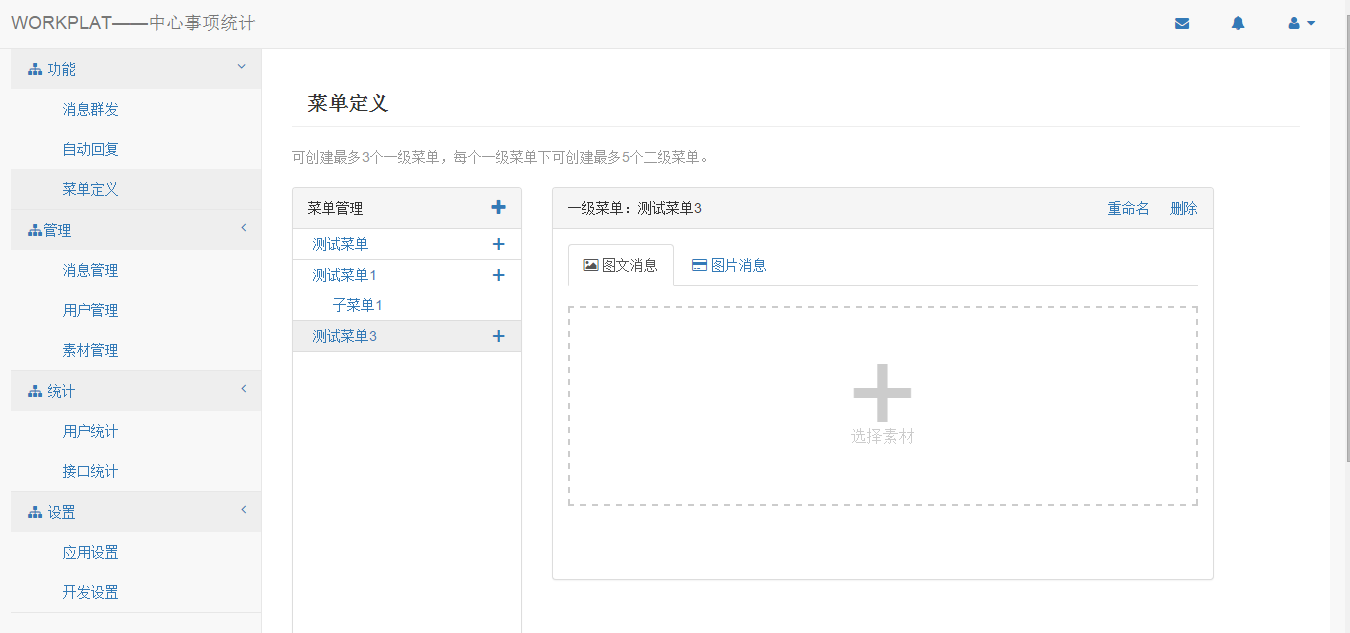 WORKPLAT——中心事项统计
功能
消息群发
自动回复
菜单定义
管理
消息管理
用户管理
素材管理
统计
用户统计
接口统计
设置
应用设置
开发设置
菜单定义
可创建最多3个一级菜单，每个一级菜单下可创建最多5个二级菜单。
菜单管理
测试菜单
测试菜单1
子菜单1
测试菜单3
一级菜单：测试菜单3 重命名 删除
图文消息 图片消息
选择素材